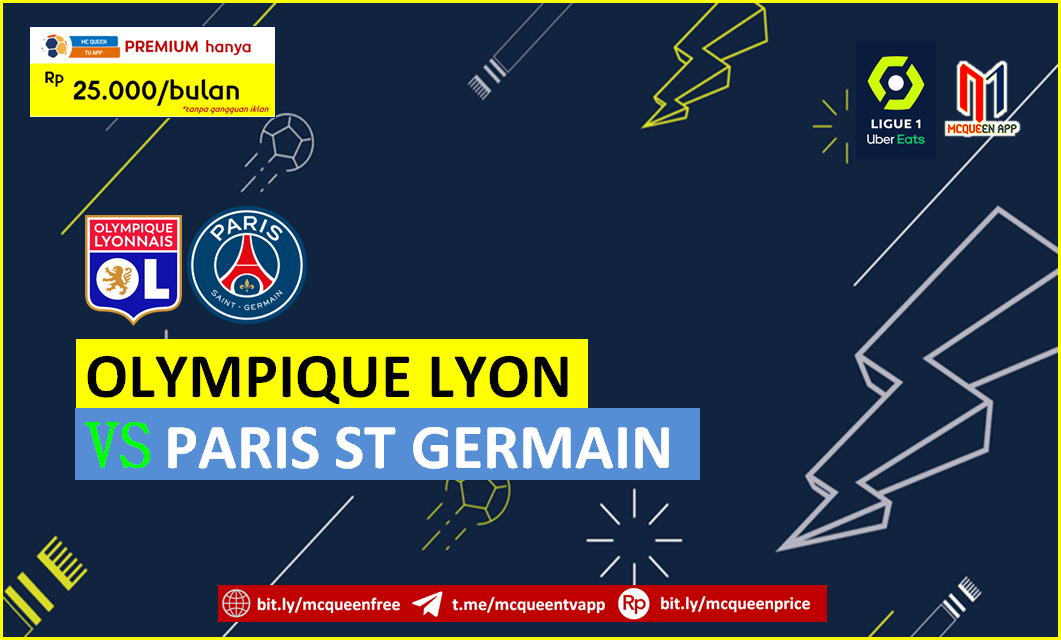 MC QUEEN
TV APP
PREMIUM hanya
Rp 25.000/bulan
*tanpa gangguan iklan
LIGUE 1
Uber Eats
MCQUEEN APP
OLYMPIQUE
LYONNAIS
OL
PARIS
SAINT-GERMAIN
OLYMPIQUE LYON
VS PARIS ST GERMAIN
bit.ly/mcqueenfree t.me/mcqueentvapp Rp bit.ly/mcqueenprice